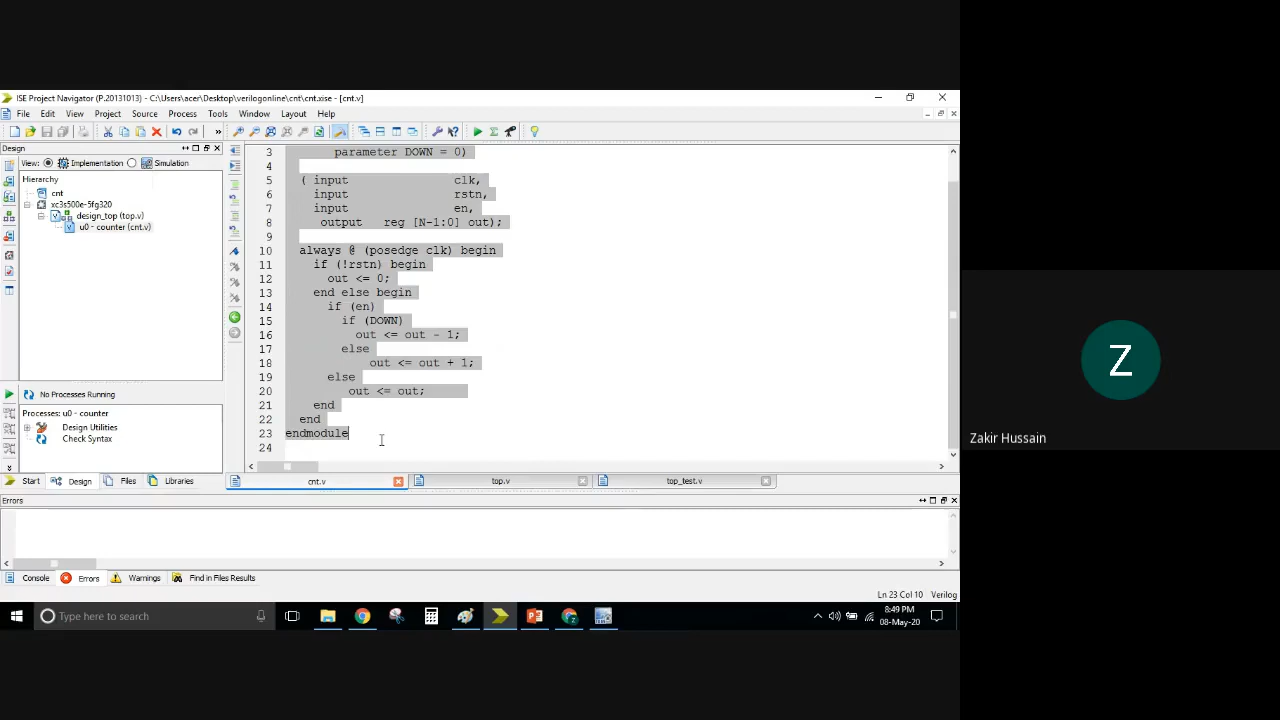 ISE Project Navigator (P.20131013) - C:\Users\acer\Desktop\verilogonline\cnt\cnt.xise - [cnt.v]
File Edit View Project Source Process Tools Window Layout Help
Design
View: Implementation Simulation
Hierarchy
cnt
xc3s500e-5fg320
design_top (top.v)
u0 - counter (cnt.v)
No Processes Running
Processes: u0 - counter
Design Utilities
Check Syntax
Start Design Files Libraries
3 parameter DOWN = 0)
4
5 ( input clk,
6 input rstn,
7 input en,
8 output reg [N-1:0] out);
9
10 always @ (posedge clk) begin
11 if (!rstn) begin
12 out <= 0;
13 end else begin
14 if (en)
15 if (DOWN)
16 out <= out - 1;
17 else
18 out <= out + 1;
19 else
20 out <= out;
21 end
22 end
23 endmodule
24
cnt.v top.v top_test.v
Errors
Console Errors Warnings Find in Files Results
Ln 23 Col 10 Verilog
Type here to search
8:49 PM
08-May-20
Z
Zakir Hussain